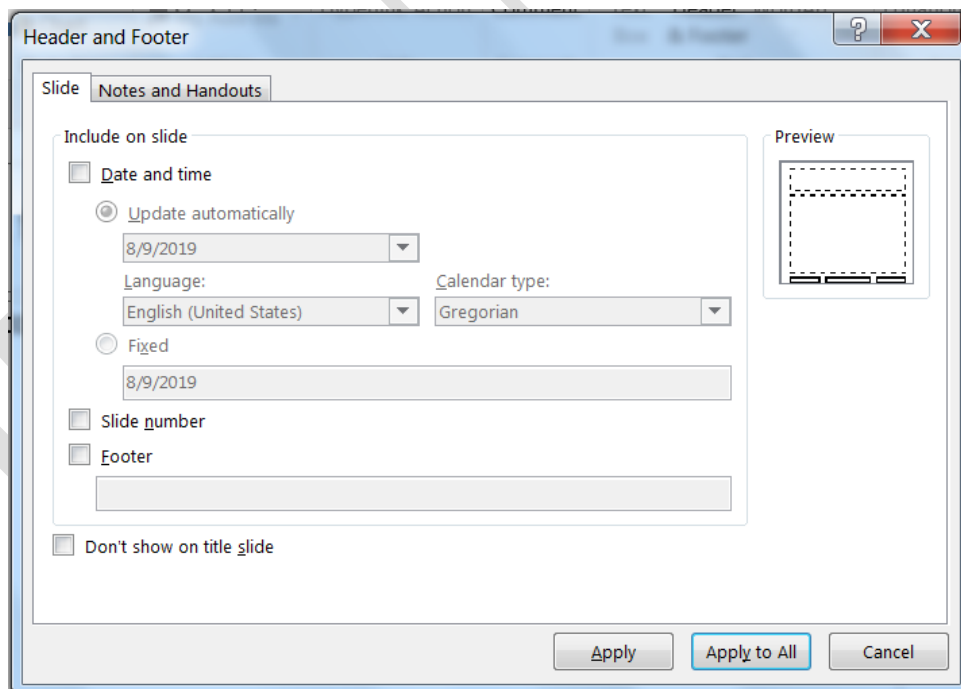 Header and Footer
Slide
Notes and Handouts
Include on slide
Preview
Date and time
Update automatically
8/9/2019
Language:
Calendar type:
English (United States)
Gregorian
Fixed
8/9/2019
Slide number
Footer
Don't show on title slide
Apply
Apply to All
Cancel